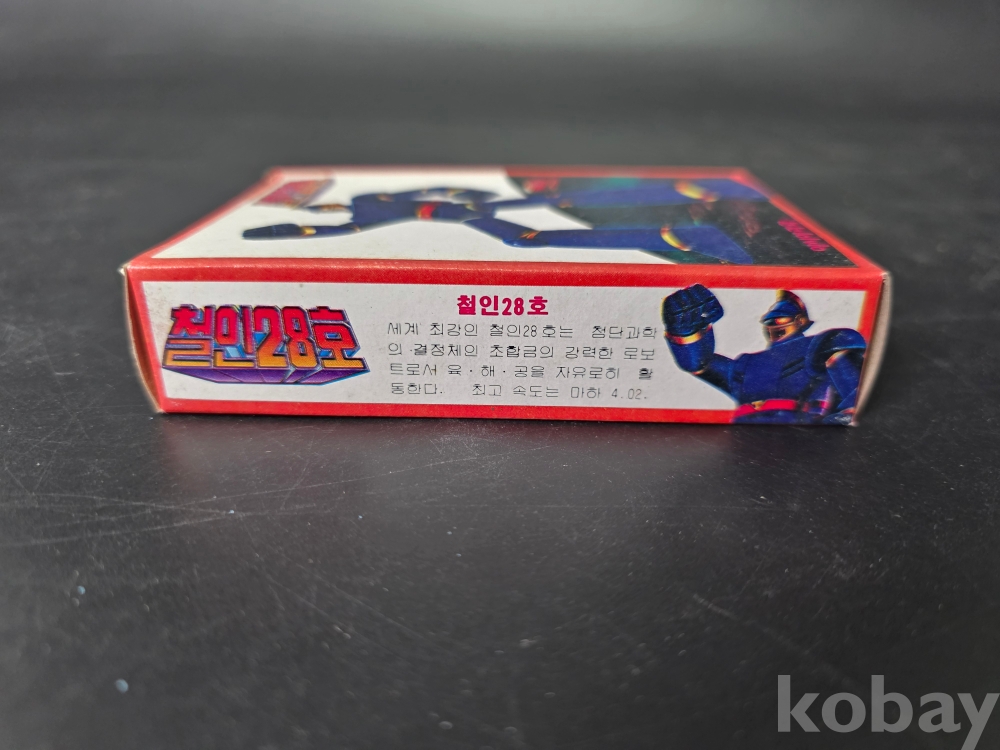 철인28호
철인28호
세계 최강의 철인28호는 첨단과학
의 결정체의 초합금의 강력한 로보
트로서 육·해·공을 자유로히 활
동한다. 최고 속도는 마하 4.02.
kobay